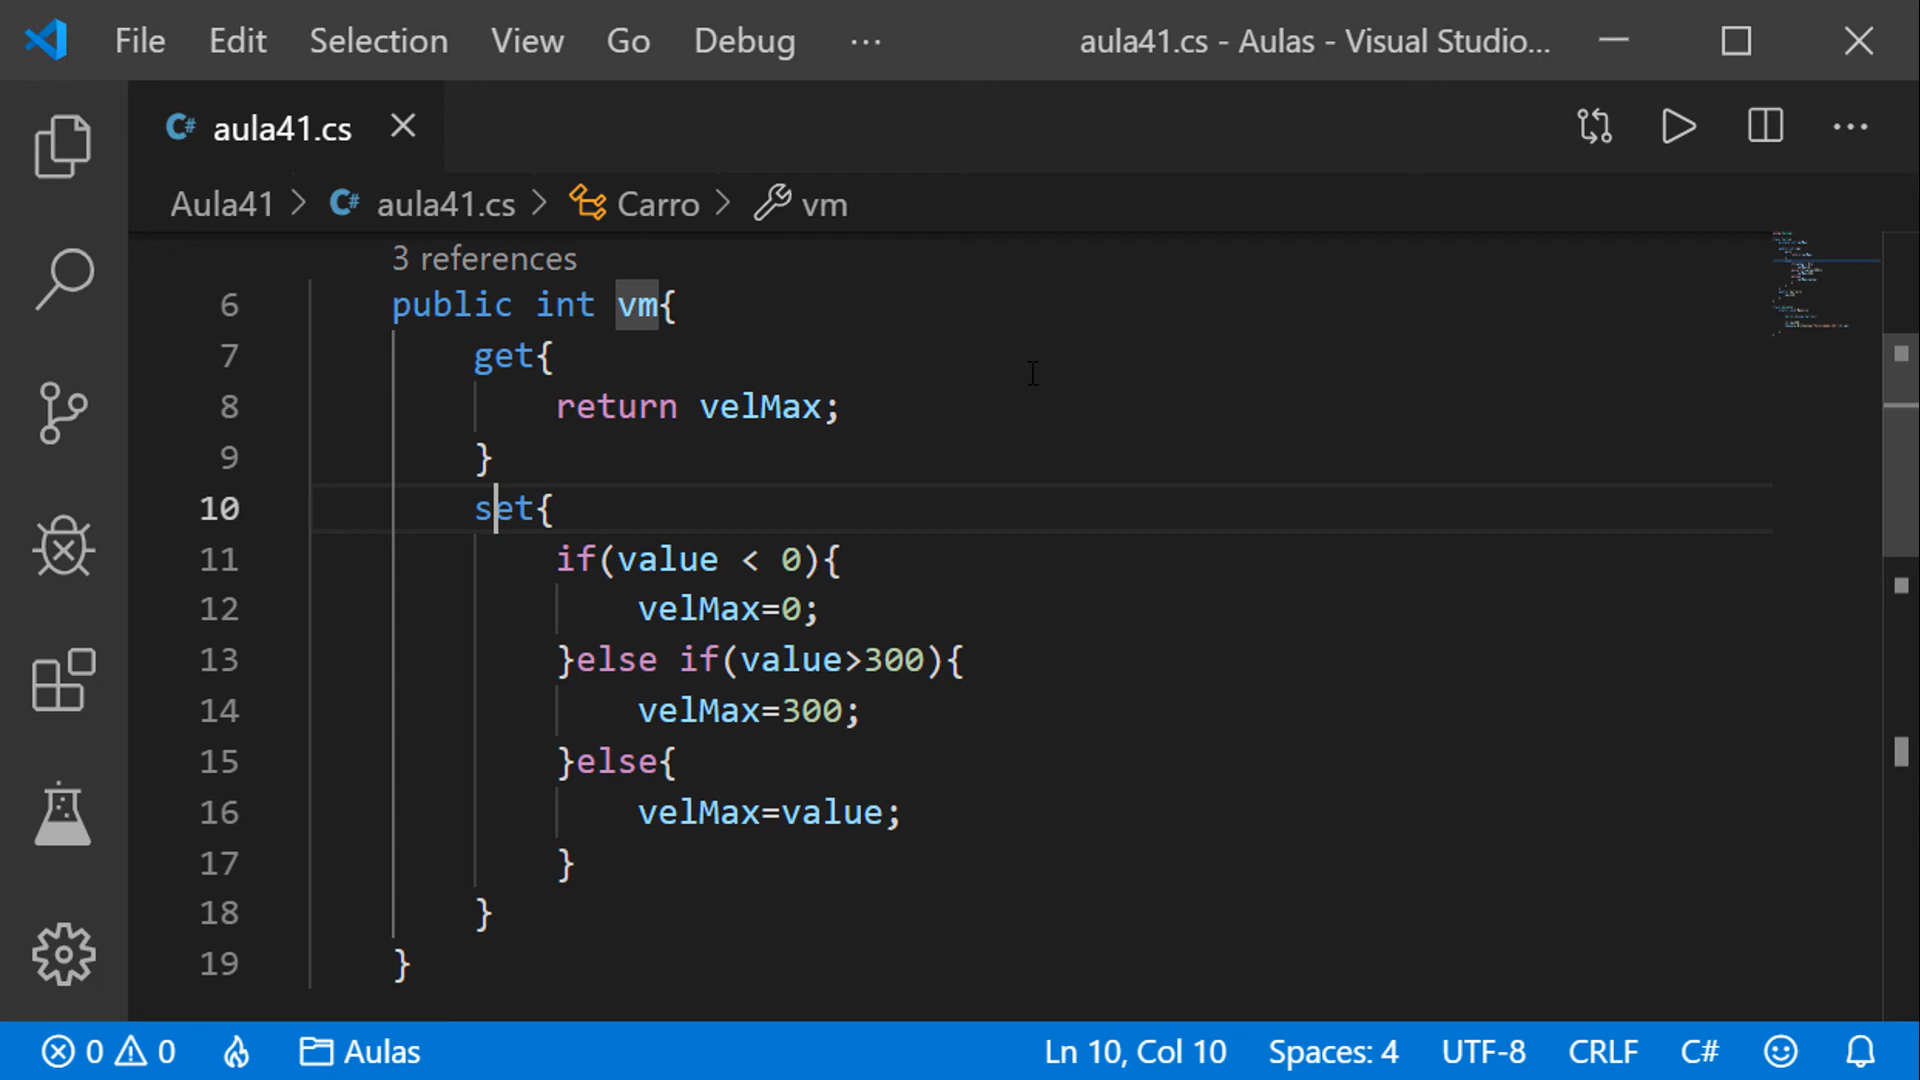 File Edit Selection View Go Debug ... aula41.cs - Aulas - Visual Studio...
C# aula41.cs
Aula41 > C# aula41.cs > Carro > vm
3 references
6 public int vm{
7 get{
8 return velMax;
9 }
10 set{
11 if(value < 0){
12 velMax=0;
13 }else if(value>300){
14 velMax=300;
15 }else{
16 velMax=value;
17 }
18 }
19 }
0 0 Aulas Ln 10, Col 10 Spaces: 4 UTF-8 CRLF C#